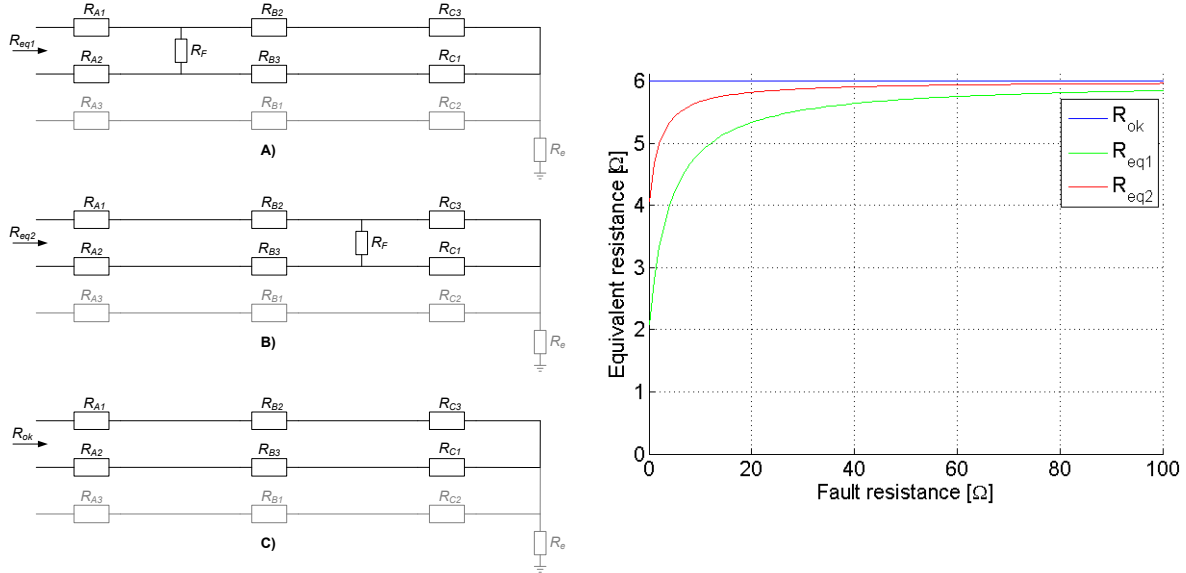 R_A1 R_B2 R_C3
R_eq1
R_F
R_A2 R_B3 R_C1
R_A3 R_B1 R_C2
A)
R_e
R_A1 R_B2 R_C3
R_eq2
R_F
R_A2 R_B3 R_C1
R_A3 R_B1 R_C2
B)
R_e
R_A1 R_B2 R_C3
R_ok
R_A2 R_B3 R_C1
R_A3 R_B1 R_C2
C)
R_e
Equivalent resistance [Ω]
6
5
4
3
2
1
0
R_ok
R_eq1
R_eq2
0 20 40 60 80 100
Fault resistance [Ω]